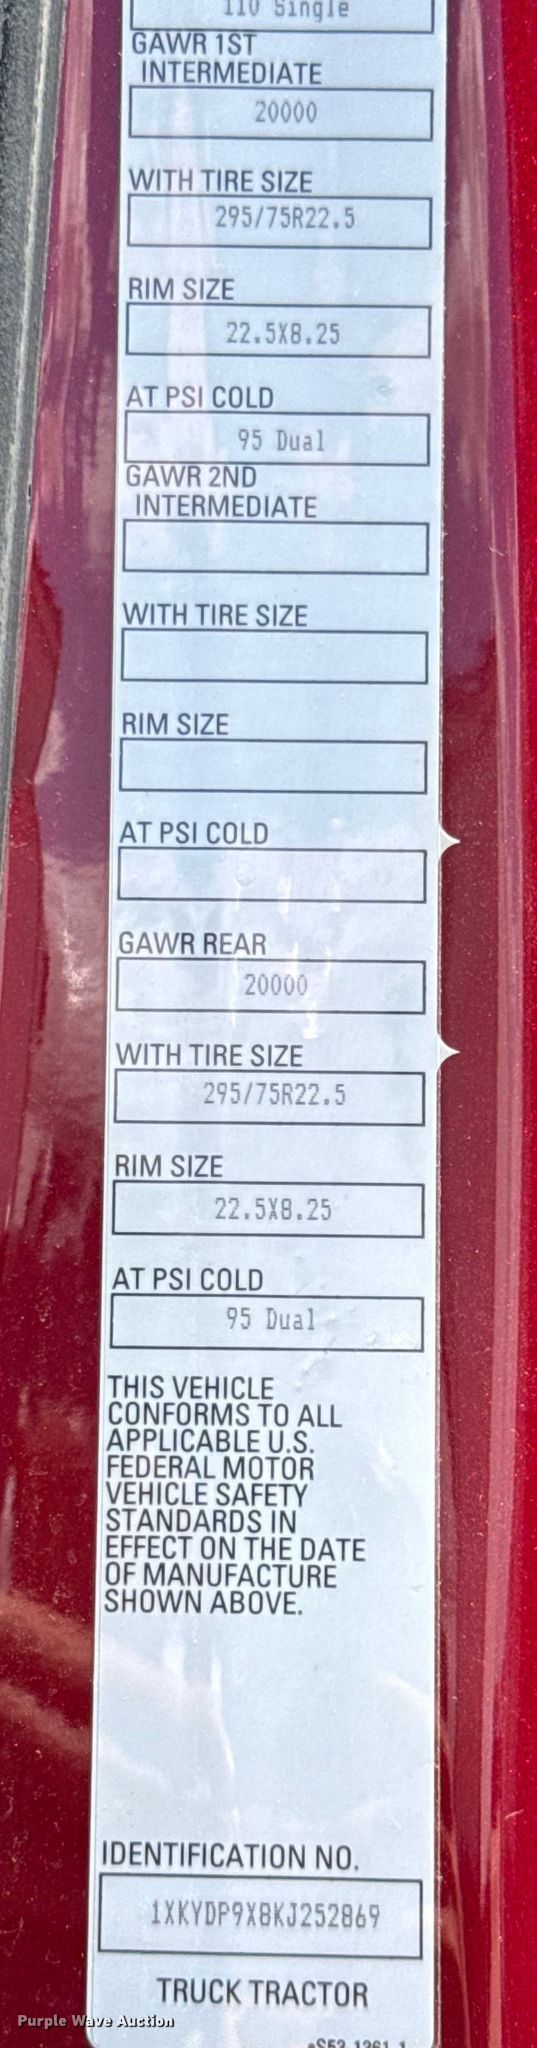 110 Single
GAWR 1ST
INTERMEDIATE
20000
WITH TIRE SIZE
295/75R22.5
RIM SIZE
22.5X8.25
AT PSI COLD
95 Dual
GAWR 2ND
INTERMEDIATE
WITH TIRE SIZE
RIM SIZE
AT PSI COLD
GAWR REAR
20000
WITH TIRE SIZE
295/75R22.5
RIM SIZE
22.5X8.25
AT PSI COLD
95 Dual
THIS VEHICLE
CONFORMS TO ALL
APPLICABLE U.S.
FEDERAL MOTOR
VEHICLE SAFETY
STANDARDS IN
EFFECT ON THE DATE
OF MANUFACTURE
SHOWN ABOVE.
IDENTIFICATION NO.
1XKYDP9X8KJ252869
TRUCK TRACTOR
Purple Wave Auction